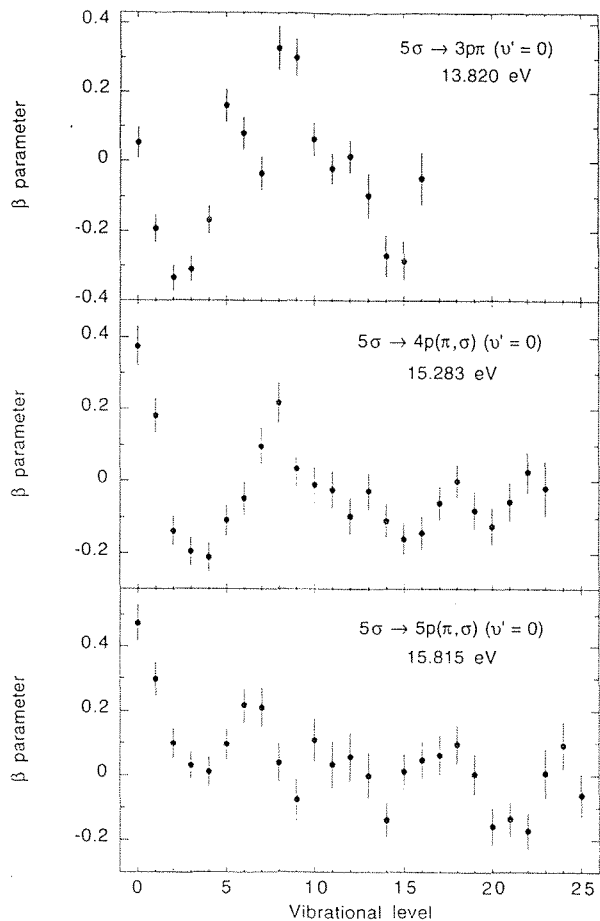 0.4
0.2
0
-0.2
-0.4
β parameter
5σ → 3pπ (υ' = 0)
13.820 eV
0.4
0.2
0
-0.2
β parameter
5σ → 4p(π,σ) (υ' = 0)
15.283 eV
0.4
0.2
0
-0.2
β parameter
5σ → 5p(π,σ) (υ' = 0)
15.815 eV
0 5 10 15 20 25
Vibrational level